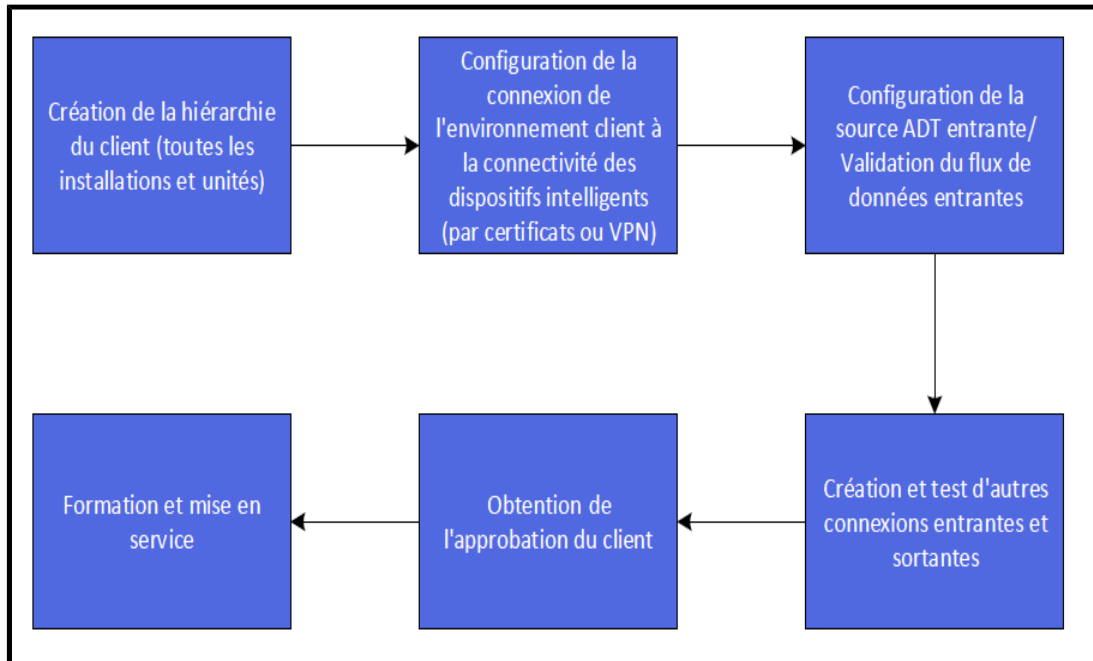 Création de la hiérarchie
du client (toutes les
installations et unités)
Configuration de la
connexion de
l'environnement client à
la connectivité des
dispositifs intelligents
(par certificats ou VPN)
Configuration de la
source ADT entrante/
Validation du flux de
données entrantes
Création et test d'autres
connexions entrantes et
sortantes
Obtention de
l'approbation du client
Formation et mise en
service